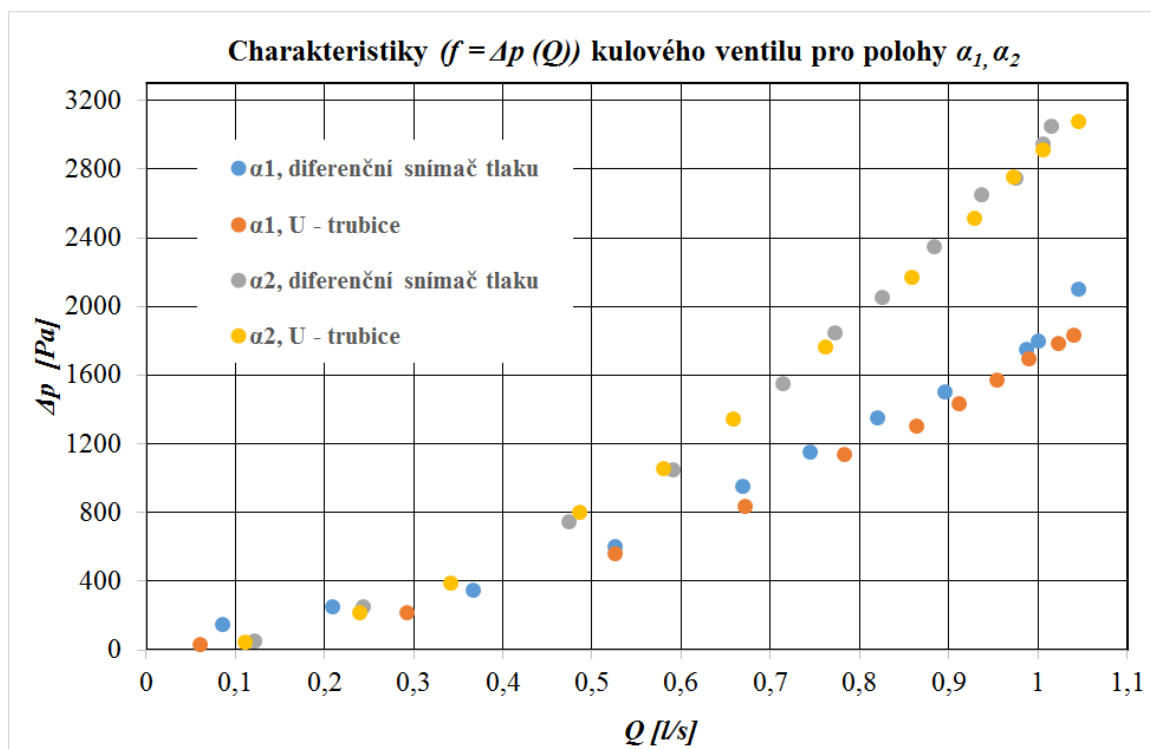 Charakteristiky (f = Δp (Q)) kulového ventilu pro polohy α1, α2
3200
2800
2400
2000
1600
1200
800
400
0
Δp [Pa]
α1, diferenční snímač tlaku
α1, U - trubice
α2, diferenční snímač tlaku
α2, U - trubice
0 0,1 0,2 0,3 0,4 0,5 0,6 0,7 0,8 0,9 1 1,1
Q [l/s]